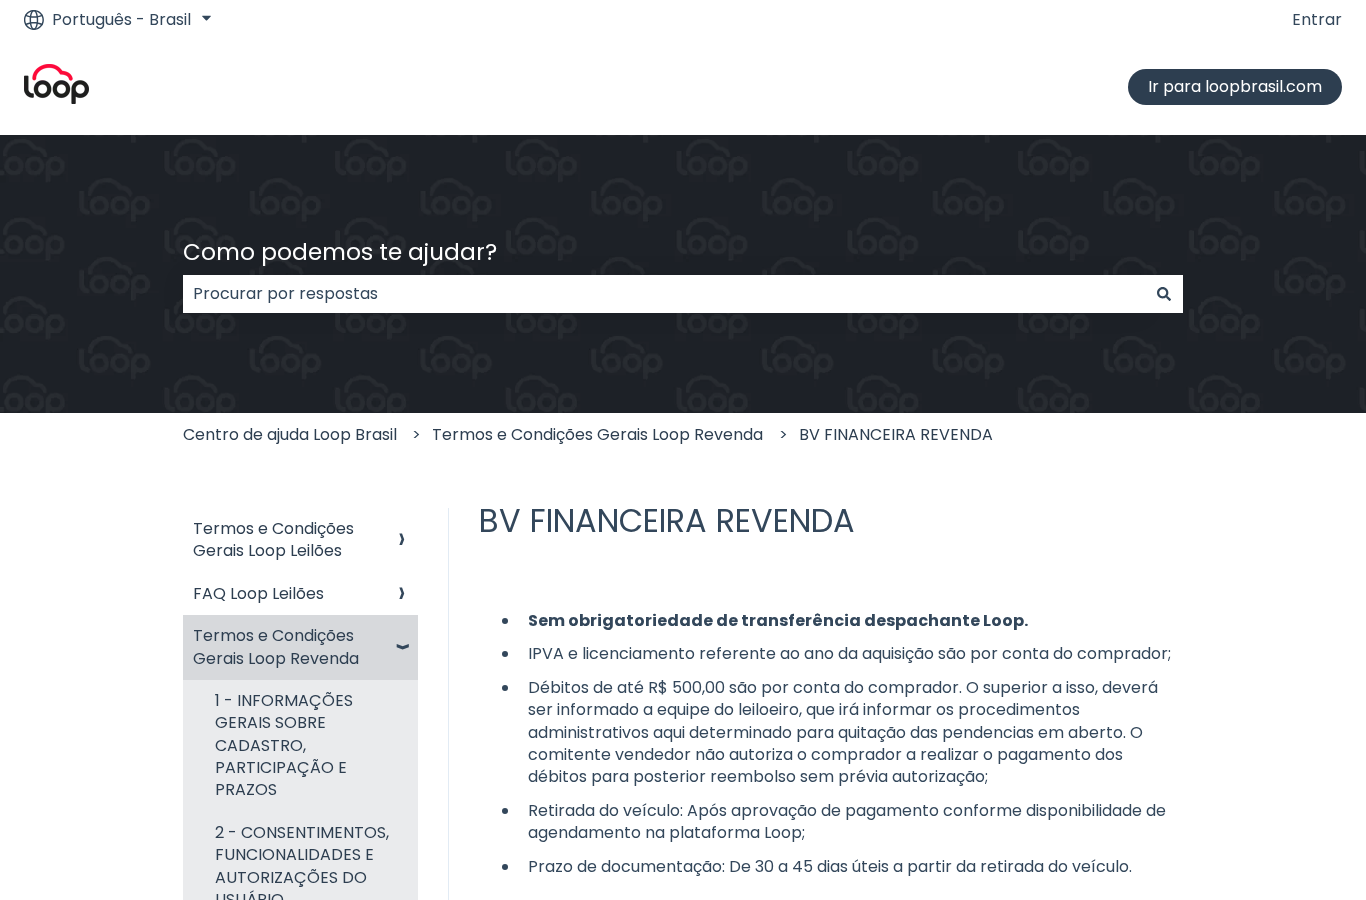 Português - Brasil
Entrar
loop
Ir para loopbrasil.com
Como podemos te ajudar?
Procurar por respostas
Centro de ajuda Loop Brasil > Termos e Condições Gerais Loop Revenda > BV FINANCEIRA REVENDA
Termos e Condições
Gerais Loop Leilões
FAQ Loop Leilões
Termos e Condições
Gerais Loop Revenda
1 - INFORMAÇÕES
GERAIS SOBRE
CADASTRO,
PARTICIPAÇÃO E
PRAZOS
2 - CONSENTIMENTOS,
FUNCIONALIDADES E
AUTORIZAÇÕES DO
USUÁRIO
BV FINANCEIRA REVENDA
Sem obrigatoriedade de transferência despachante Loop.
IPVA e licenciamento referente ao ano da aquisição são por conta do comprador;
Débitos de até R$ 500,00 são por conta do comprador. O superior a isso, deverá
ser informado a equipe do leiloeiro, que irá informar os procedimentos
administrativos aqui determinado para quitação das pendencias em aberto. O
comitente vendedor não autoriza o comprador a realizar o pagamento dos
débitos para posterior reembolso sem prévia autorização;
Retirada do veículo: Após aprovação de pagamento conforme disponibilidade de
agendamento na plataforma Loop;
Prazo de documentação: De 30 a 45 dias úteis a partir da retirada do veículo.